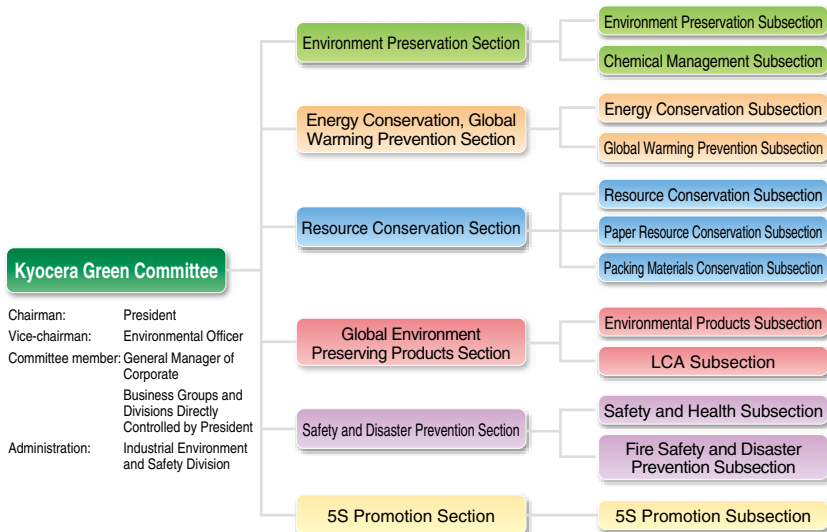 Kyocera Green Committee
Chairman: President
Vice-chairman: Environmental Officer
Committee member: General Manager of
Corporate
Business Groups and
Divisions Directly
Controlled by President
Administration: Industrial Environment
and Safety Division
Environment Preservation Section
Environment Preservation Subsection
Chemical Management Subsection
Energy Conservation, Global
Warming Prevention Section
Energy Conservation Subsection
Global Warming Prevention Subsection
Resource Conservation Section
Resource Conservation Subsection
Paper Resource Conservation Subsection
Packing Materials Conservation Subsection
Global Environment
Preserving Products Section
Environmental Products Subsection
LCA Subsection
Safety and Disaster Prevention Section
Safety and Health Subsection
Fire Safety and Disaster
Prevention Subsection
5S Promotion Section
5S Promotion Subsection